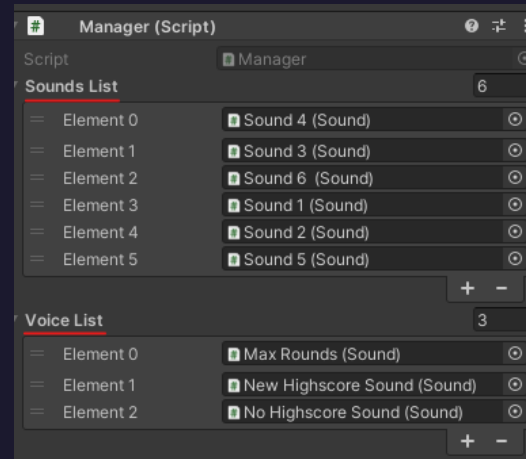 # Manager (Script)
Script # Manager
Sounds List 6
= Element 0 # Sound 4 (Sound)
= Element 1 # Sound 3 (Sound)
= Element 2 # Sound 6 (Sound)
= Element 3 # Sound 1 (Sound)
= Element 4 # Sound 2 (Sound)
= Element 5 # Sound 5 (Sound)
+ -
Voice List 3
= Element 0 # Max Rounds (Sound)
= Element 1 # New Highscore Sound (Sound)
= Element 2 # No Highscore Sound (Sound)
+ -